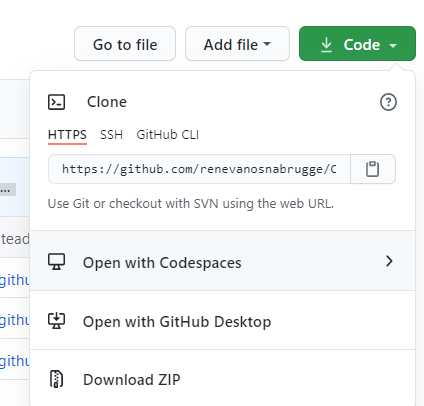 Go to file
Add file
Code
Clone
HTTPS SSH GitHub CLI
https://github.com/renevanosnabrugge/C
Use Git or checkout with SVN using the web URL.
...
Open with Codespaces
tead
githu
Open with GitHub Desktop
githu
githu
Download ZIP